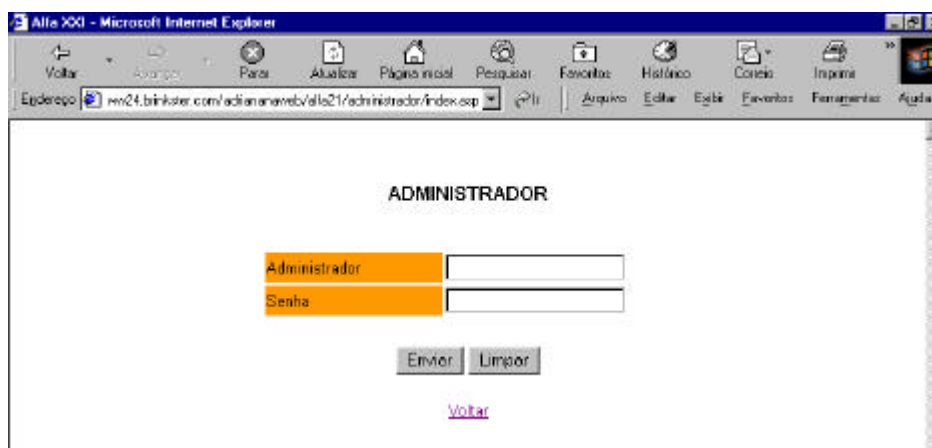 Alfa XXI - Microsoft Internet Explorer
Voltar Avançar Parar Atualizar Página inicial Pesquisar Favoritos Histórico Correio Imprimir »
Endereço ww24.brinkster.com/adriananaweb/alfa21/administrador/index.asp Ir Arquivo Editar Exibir Favoritos Ferramentas Ajuda
ADMINISTRADOR
Administrador
Senha
Enviar Limpar
Voltar